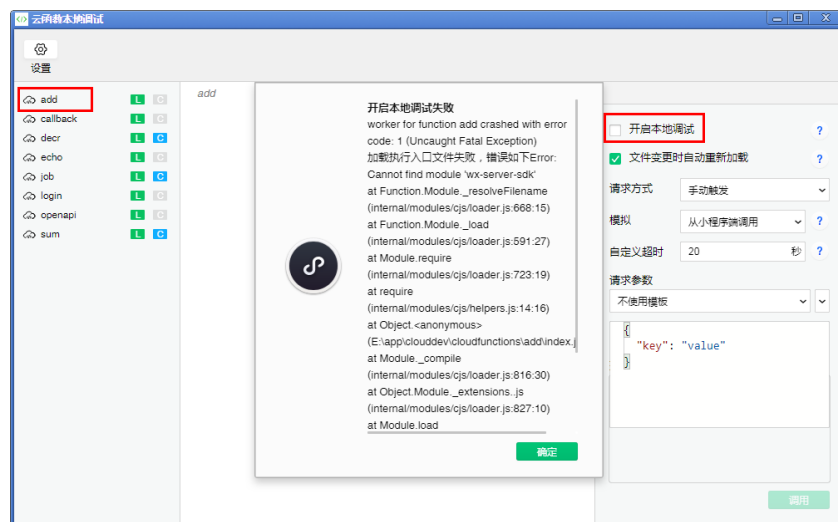 云函数本地调试
设置
add
L C
callback
L C
decr
L C
echo
L C
job
L C
login
L C
openapi
L C
sum
L C
add
开启本地调试失败
worker for function add crashed with error
code: 1 (Uncaught Fatal Exception)
加载执行入口文件失败，错误如下Error:
Cannot find module 'wx-server-sdk'
at Function.Module._resolveFilename
(internal/modules/cjs/loader.js:668:15)
at Function.Module._load
(internal/modules/cjs/loader.js:591:27)
at Module.require
(internal/modules/cjs/loader.js:723:19)
at require
(internal/modules/cjs/helpers.js:14:16)
at Object.<anonymous>
(E:\app\clouddev\cloudfunctions\add\index.j
at Module._compile
(internal/modules/cjs/loader.js:816:30)
at Object.Module._extensions..js
(internal/modules/cjs/loader.js:827:10)
at Module.load
确定
开启本地调试 ?
文件变更时自动重新加载 ?
请求方式 手动触发
模拟 从小程序端调用 ?
自定义超时 20 秒 ?
请求参数
不使用模板
{
"key": "value"
}
调用